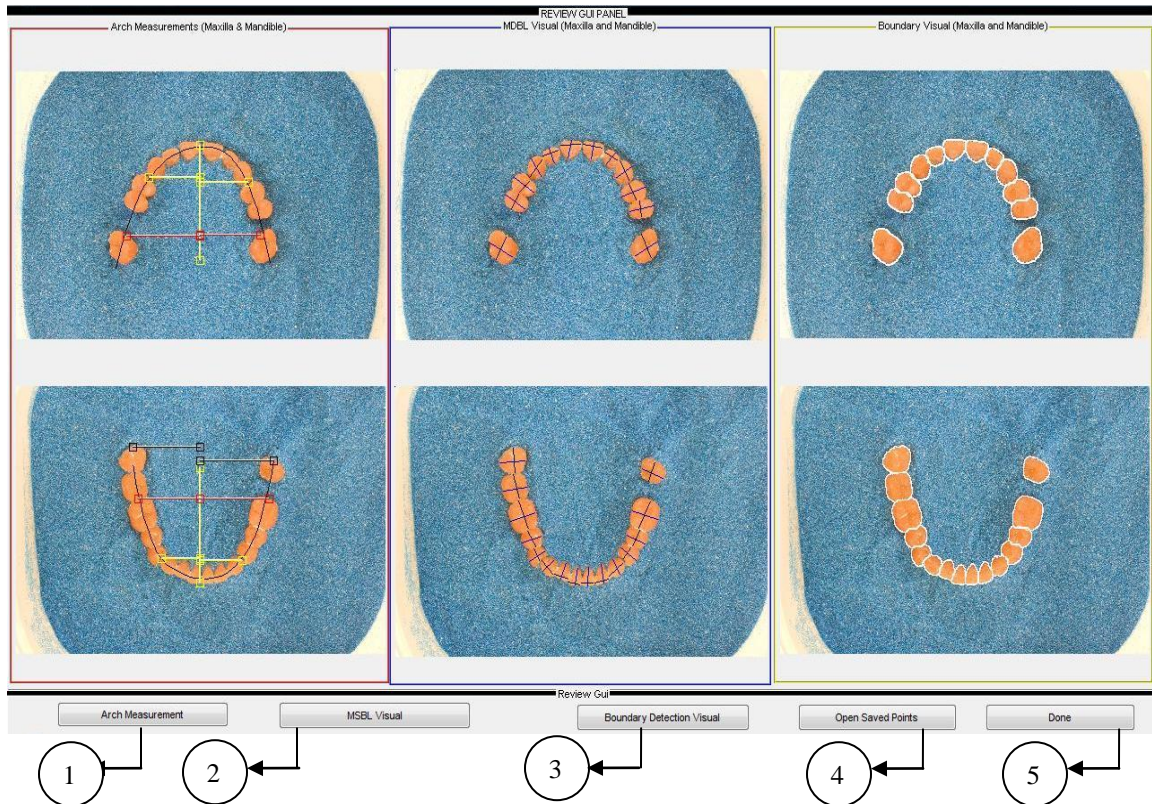 REVIEW GUI PANEL
Arch Measurements (Maxilla & Mandible)
MDBL Visual (Maxilla and Mandible)
Boundary Visual (Maxilla and Mandible)
Review Gui
Arch Measurement
MSBL Visual
Boundary Detection Visual
Open Saved Points
Done
1
2
3
4
5